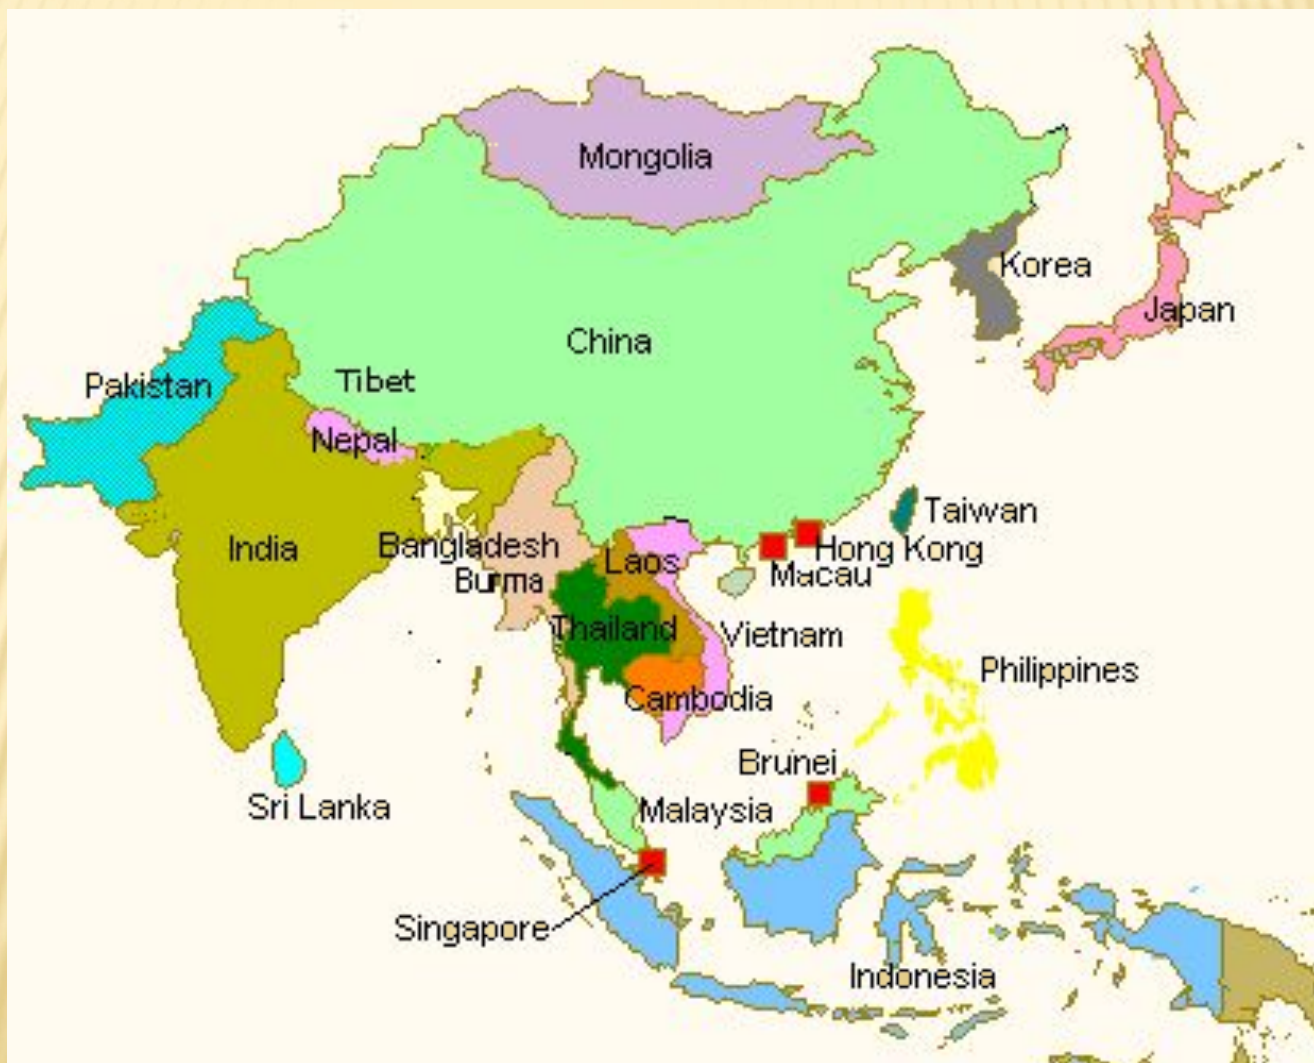 Mongolia
Korea
Japan
China
Tibet
Pakistan
Nepal
Taiwan
India
Bangladesh
Hong Kong
Laos
Macau
Burma
Thailand
Vietnam
Philippines
Cambodia
Brunei
Sri Lanka
Malaysia
Singapore
Indonesia